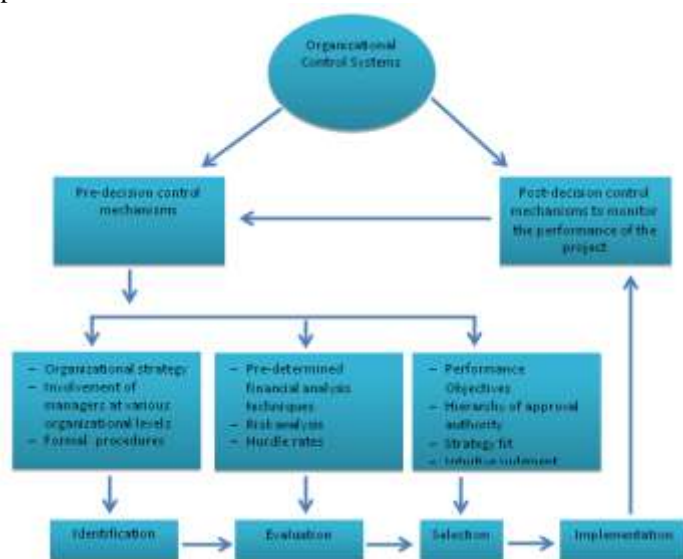 Organizational
Control Systems
Pre-decision control
mechanisms
Post-decision control
mechanisms to monitor
the performance of the
project
– Organizational strategy
– Involvement of
managers at various
organizational levels
– Formal procedures
– Pre-determined
financial analysis
techniques
– Risk analysis
– Hurdle rates
– Performance
Objectives
– Hierarchy of approval
authority
– Strategy fit
– Intuitive judgment
Identification
Evaluation
Selection
Implementation